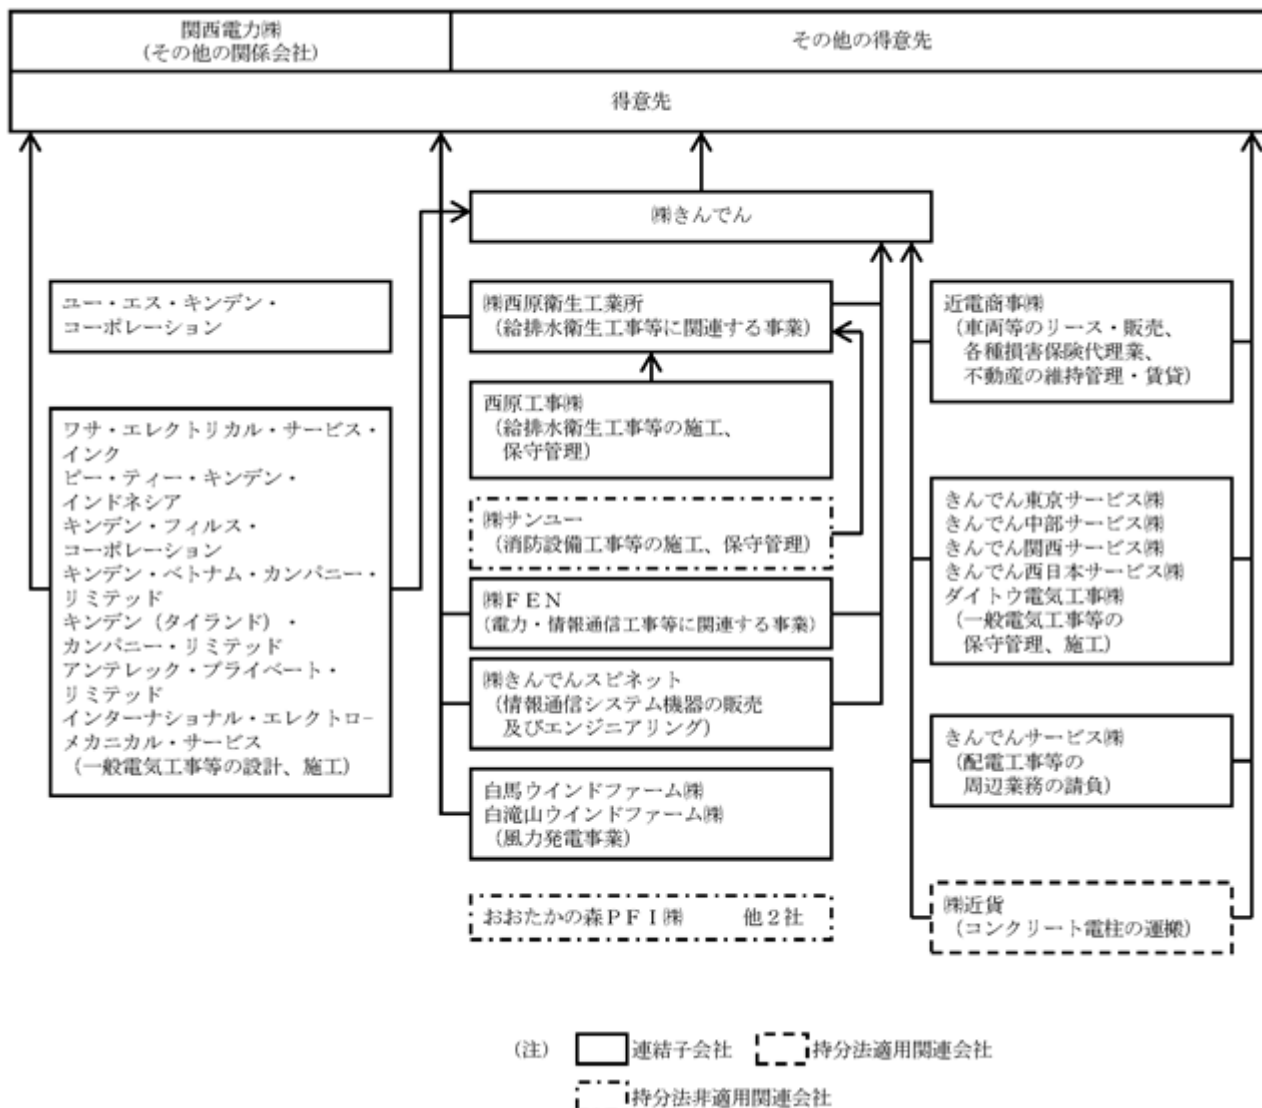 関西電力㈱
(その他の関係会社)
その他の得意先
得意先
㈱きんでん
ユー・エス・キンデン・
コーポレーション
ワサ・エレクトリカル・サービス・
インク
ピー・ティー・キンデン・
インドネシア
キンデン・フィルス・
コーポレーション
キンデン・ベトナム・カンパニー・
リミテッド
キンデン（タイランド）・
カンパニー・リミテッド
アンテレック・プライベート・
リミテッド
インターナショナル・エレクトロ-
メカニカル・サービス
（一般電気工事等の設計、施工）
㈱西原衛生工業所
（給排水衛生工事等に関連する事業）
西原工事㈱
（給排水衛生工事等の施工、
保守管理）
㈱サンユー
（消防設備工事等の施工、保守管理）
㈱ＦＥＮ
（電力・情報通信工事等に関連する事業）
㈱きんでんスピネット
（情報通信システム機器の販売
及びエンジニアリング）
白馬ウインドファーム㈱
白滝山ウインドファーム㈱
（風力発電事業）
おおたかの森ＰＦＩ㈱　　他２社
近電商事㈱
（車両等のリース・販売、
各種損害保険代理業、
不動産の維持管理・賃貸）
きんでん東京サービス㈱
きんでん中部サービス㈱
きんでん関西サービス㈱
きんでん西日本サービス㈱
ダイトウ電気工事㈱
（一般電気工事等の
保守管理、施工）
きんでんサービス㈱
（配電工事等の
周辺業務の請負）
㈱近貨
（コンクリート電柱の運搬）
（注）　連結子会社　持分法適用関連会社
持分法非適用関連会社